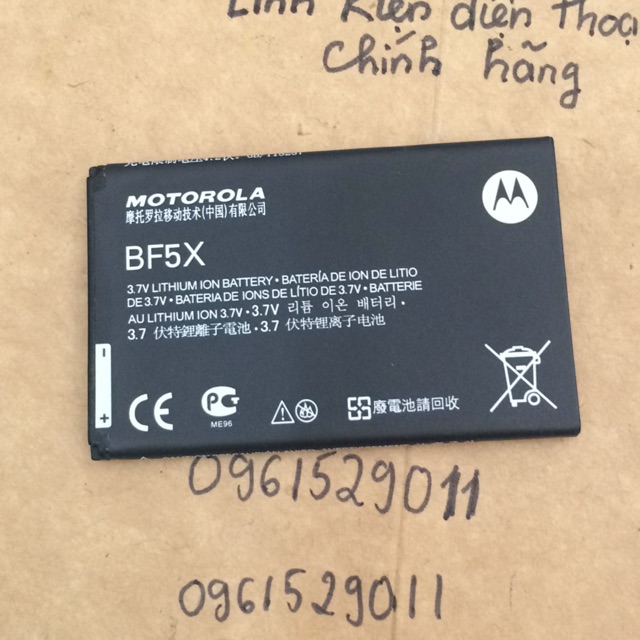 Linh kiện điện thoại
Chính hãng
MOTOROLA
摩托罗拉移动技术(中国)有限公司
BF5X
3.7V LITHIUM ION BATTERY • BATERÍA DE ION DE LITIO
DE 3.7V • BATERIA DE IONS DE LÍTIO DE 3.7V • BATTERIE
AU LITHIUM ION 3.7V • 3.7V 리튬 이온 배터리 •
3.7 伏特鋰離子電池 • 3.7 伏特锂离子电池
CE
PG
ME96
廢電池請回收
0961529011
0961529011